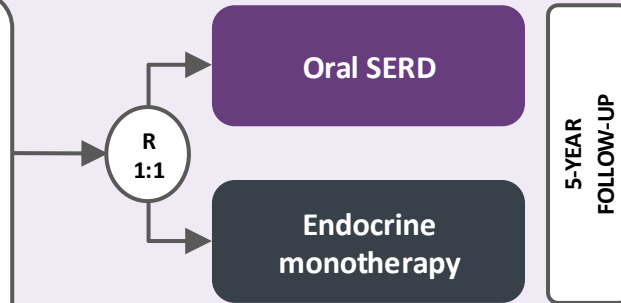 Oral SERD
R
1:1
Endocrine
monotherapy
5-YEAR
FOLLOW-UP